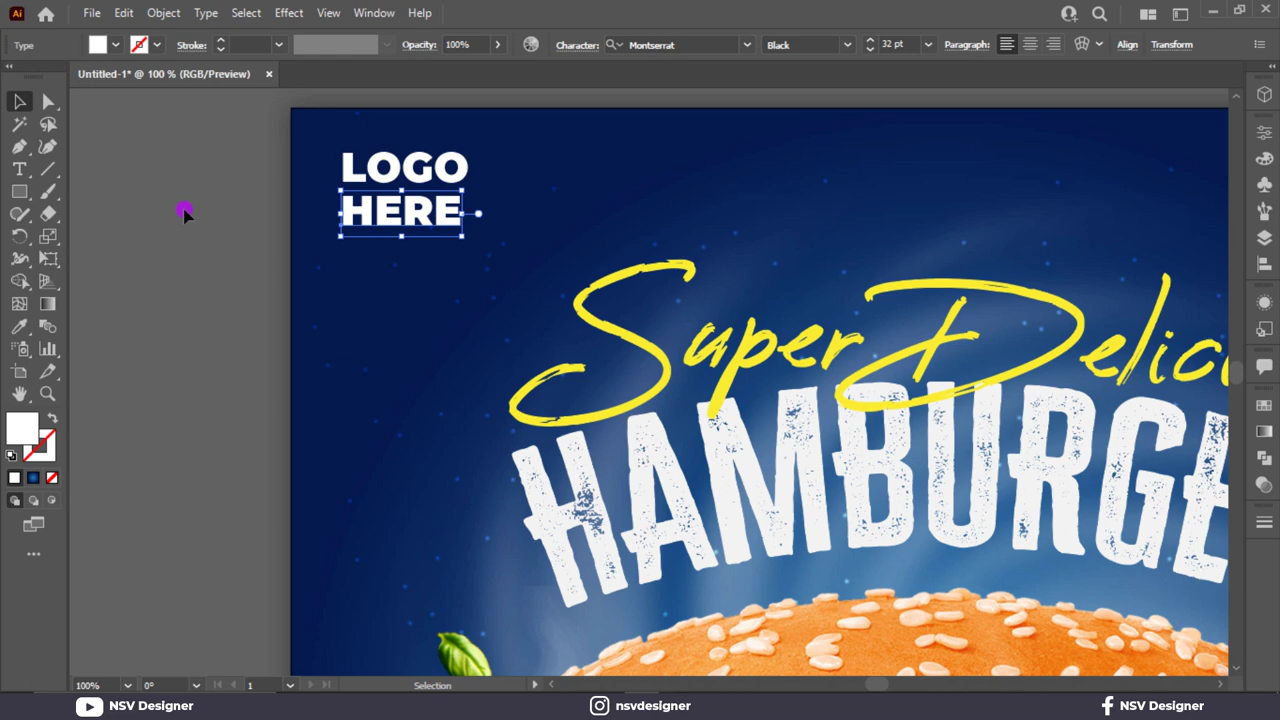 Ai
File Edit Object Type Select Effect View Window Help
Type Stroke: Opacity: 100% Character: Montserrat Black 32 pt Paragraph: Align Transform
Untitled-1* @ 100 % (RGB/Preview)
LOGO
HERE
Super Delici
HAMBURGE
100% 0° 1 Selection
NSV Designer nsvdesigner NSV Designer